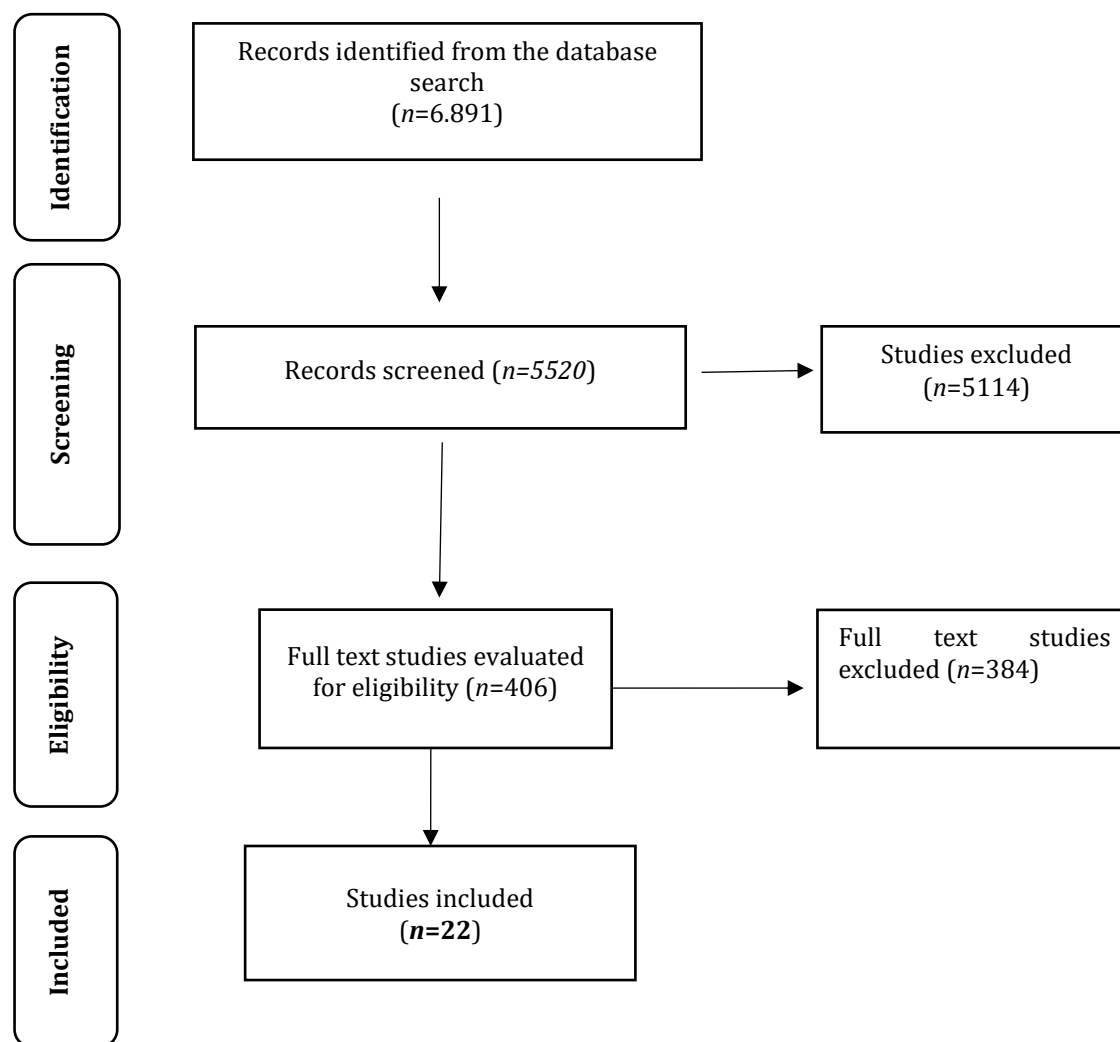 Identification
Records identified from the database
search
(n=6.891)
Screening
Records screened (n=5520)
Studies excluded
(n=5114)
Eligibility
Full text studies evaluated
for eligibility (n=406)
Full text studies
excluded (n=384)
Included
Studies included
(n=22)